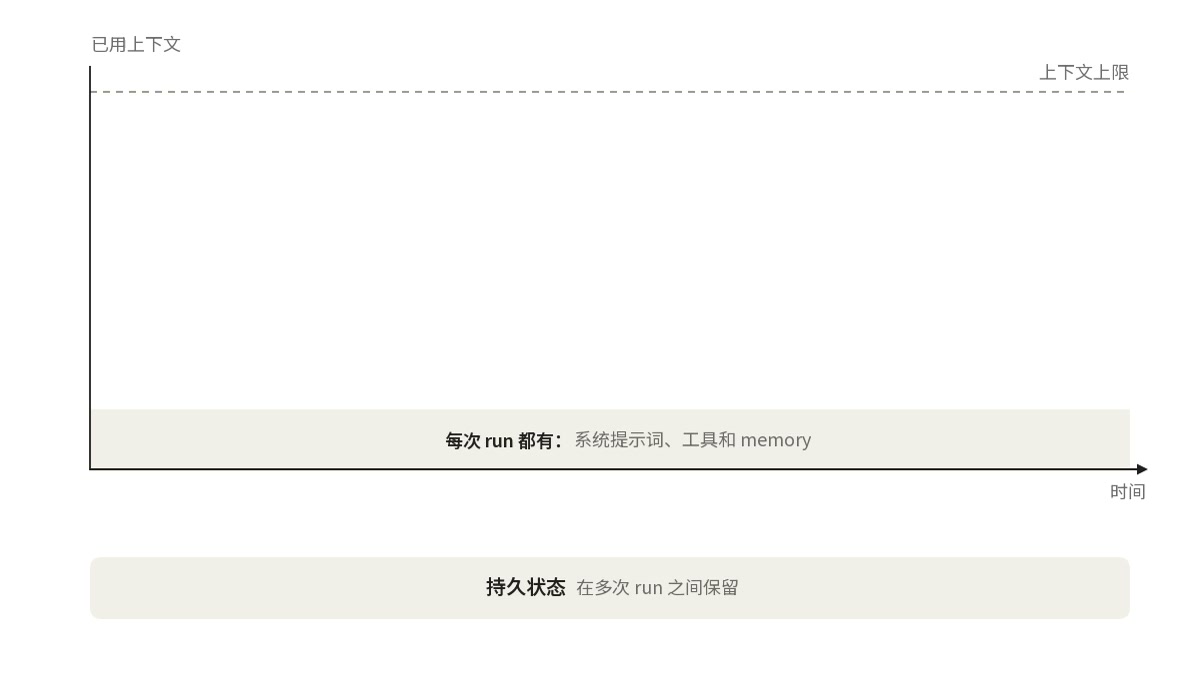 已用上下文
上下文上限
每次 run 都有： 系统提示词、工具和 memory
时间
持久状态 在多次 run 之间保留